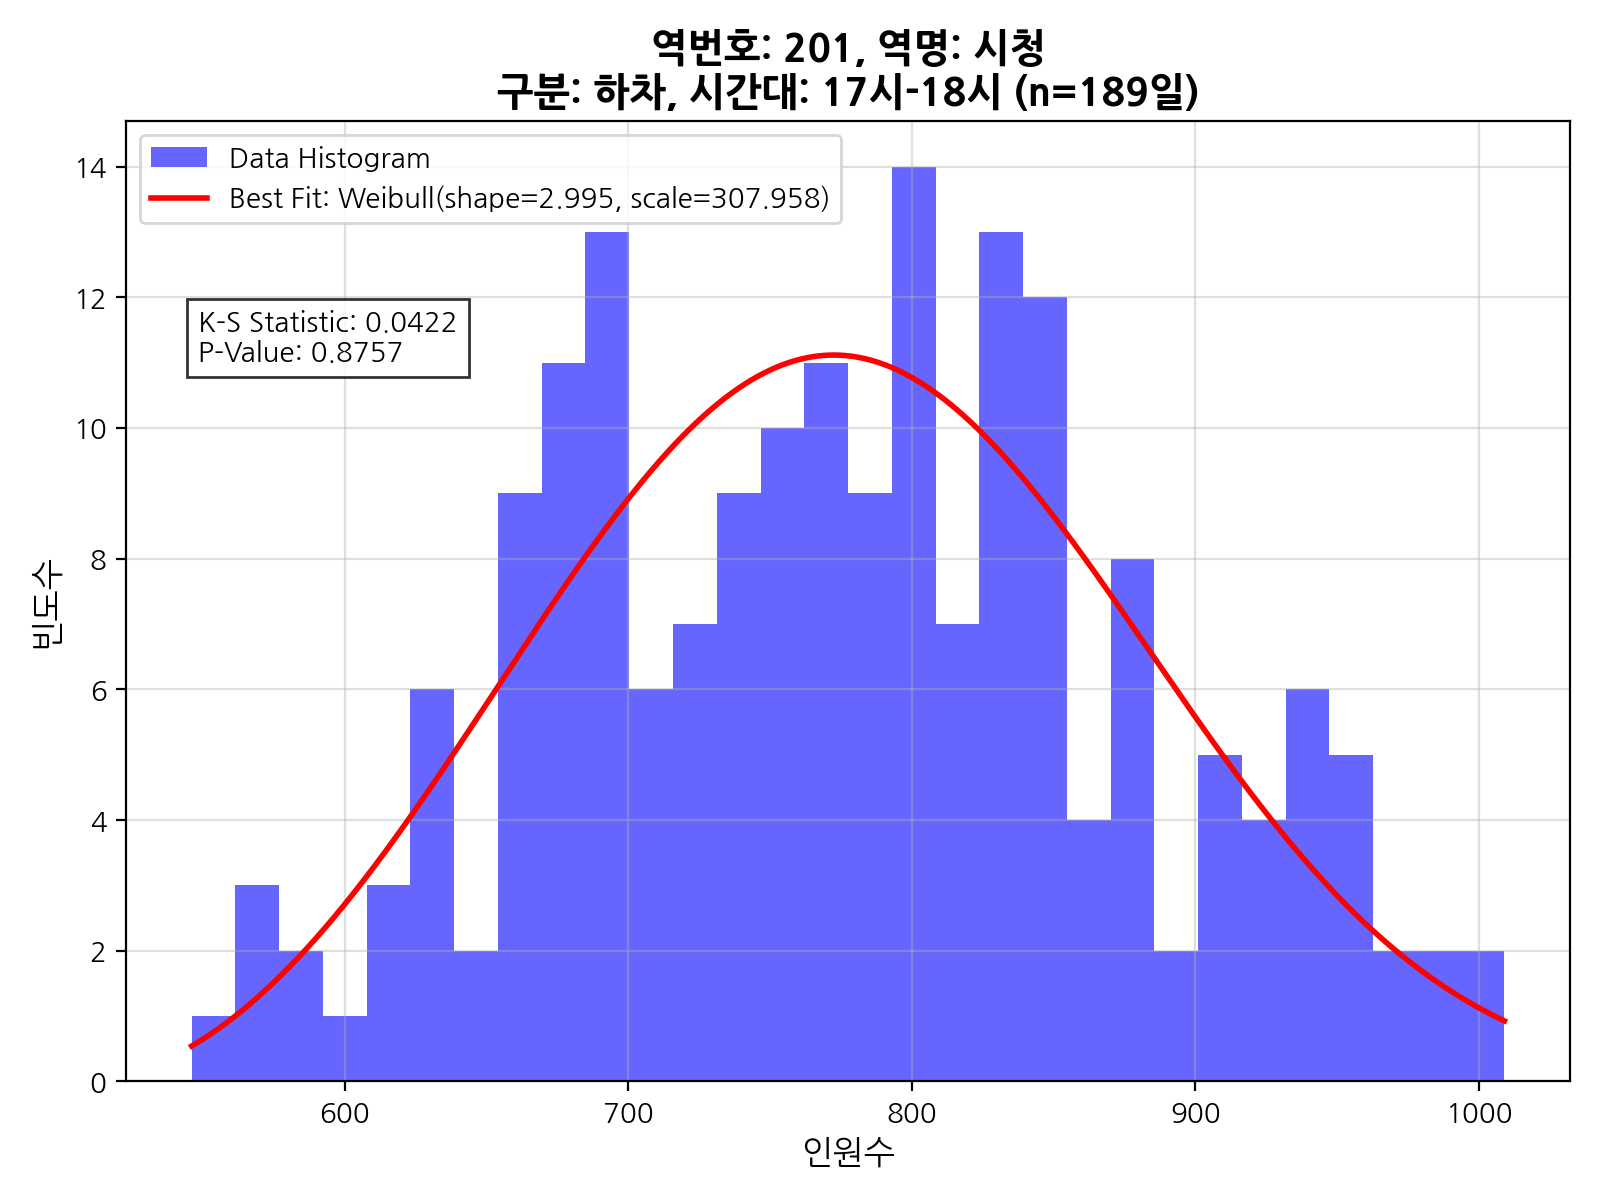 역번호: 201, 역명: 시청
구분: 하차, 시간대: 17시-18시 (n=189일)
Data Histogram
Best Fit: Weibull(shape=2.995, scale=307.958)
K-S Statistic: 0.0422
P-Value: 0.8757
14
12
10
8
6
4
2
0
빈도수
600
700
800
900
1000
인원수